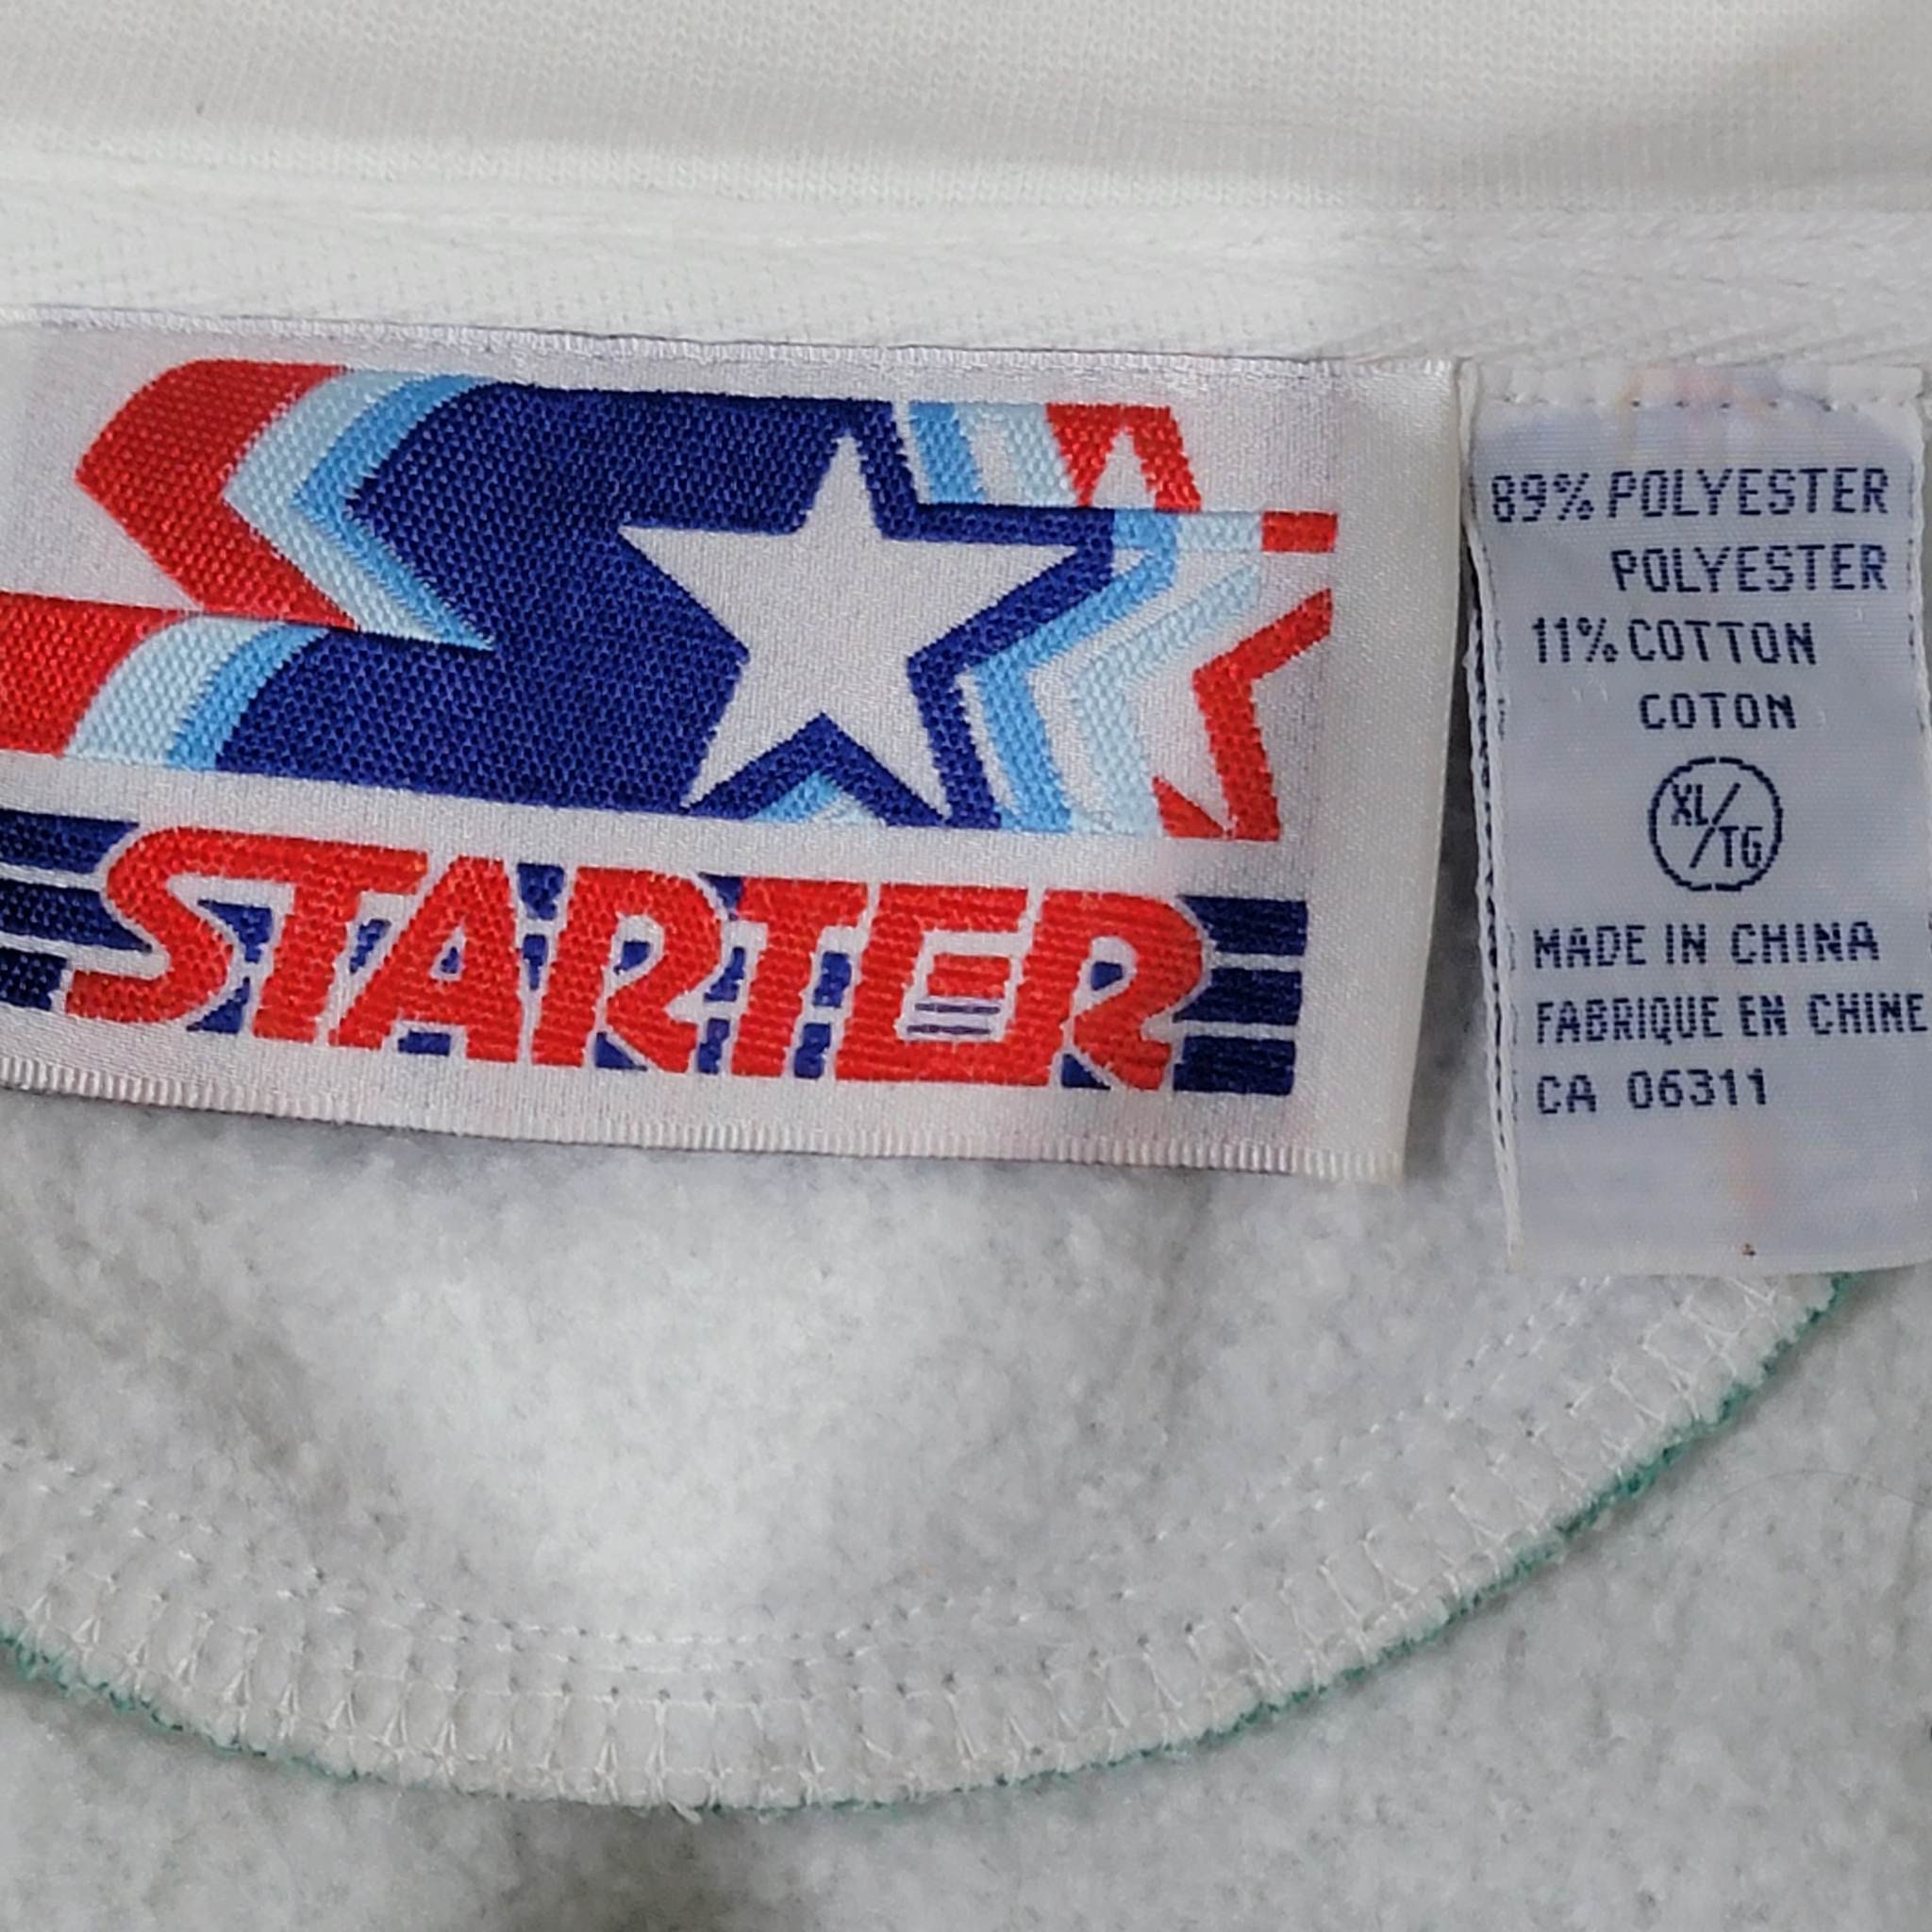 STARTER
89% POLYESTER
POLYESTER
11% COTTON
COTON
XL/TG
MADE IN CHINA
FABRIQUE EN CHINE
CA 06311